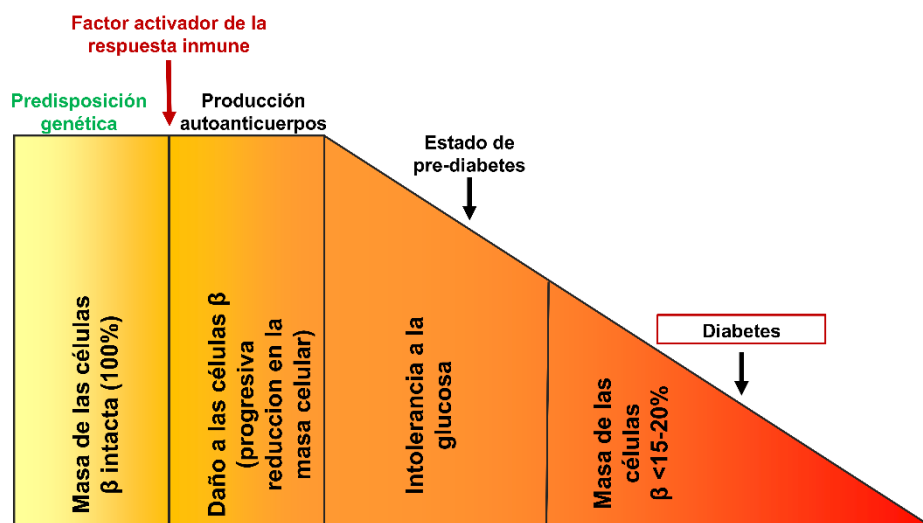 Factor activador de la
respuesta inmune
Predisposición
genética
Producción
autoanticuerpos
Estado de
pre-diabetes
Diabetes
Masa de las células
β intacta (100%)
Daño a las células β
(progresiva
reduccion en la
masa celular)
Intolerancia a la
glucosa
Masa de las
células
β <15-20%